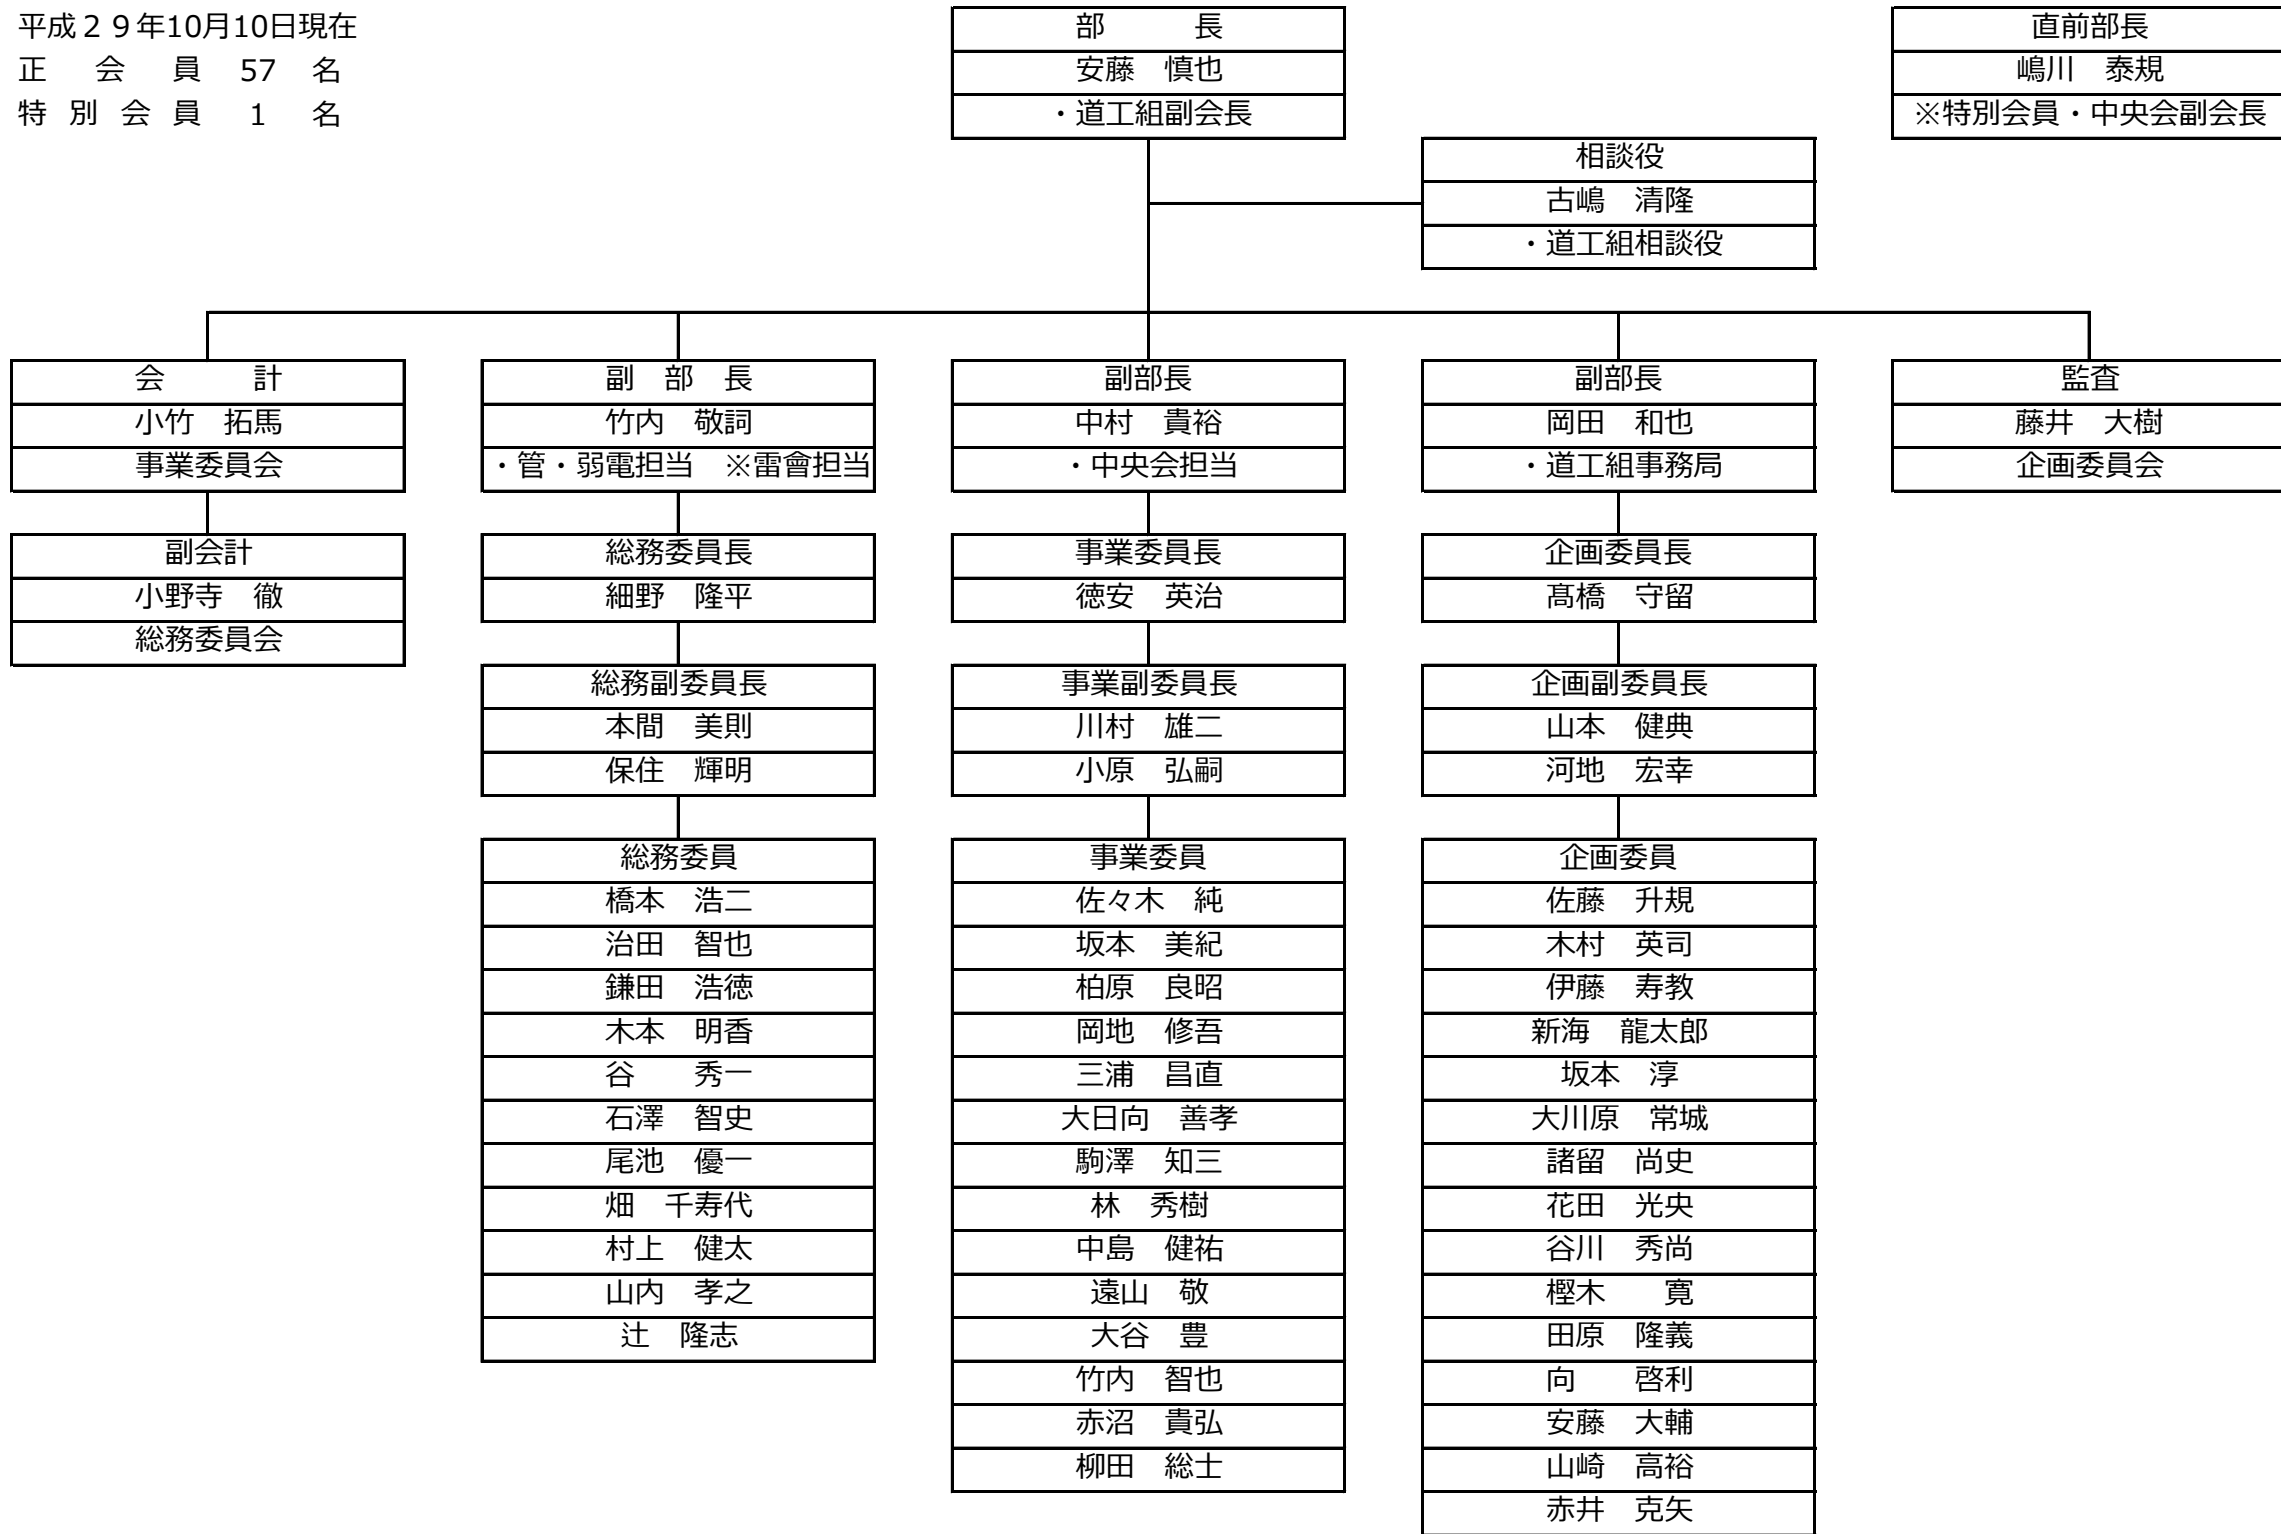 平成２９年10月10日現在
正　会　員　57　名
特 別 会 員　1　名
部　　　長
安藤　慎也
・道工組副会長
直前部長
嶋川　泰規
※特別会員・中央会副会長
相談役
古嶋　清隆
・道工組相談役
会　　　計
小竹　拓馬
事業委員会
副会計
小野寺　徹
総務委員会
副　部　長
竹内　敬詞
・管・弱電担当　※雷會担当
総務委員長
細野　隆平
総務副委員長
本間　美則
保住　輝明
総務委員
橋本　浩二
治田　智也
鎌田　浩徳
木本　明香
谷　　秀一
石澤　智史
尾池　優一
畑　千寿代
村上　健太
山内　孝之
辻　隆志
副部長
中村　貴裕
・中央会担当
事業委員長
徳安　英治
事業副委員長
川村　雄二
小原　弘嗣
事業委員
佐々木　純
坂本　美紀
柏原　良昭
岡地　修吾
三浦　昌直
大日向　善孝
駒澤　知三
林　秀樹
中島　健祐
遠山　敬
大谷　豊
竹内　智也
赤沼　貴弘
柳田　総士
副部長
岡田　和也
・道工組事務局
企画委員長
髙橋　守留
企画副委員長
山本　健典
河地　宏幸
企画委員
佐藤　升規
木村　英司
伊藤　寿教
新海　龍太郎
坂本　淳
大川原　常城
諸留　尚史
花田　光央
谷川　秀尚
樫木　　寛
田原　隆義
向　　啓利
安藤　大輔
山崎　高裕
赤井　克矢
監査
藤井　大樹
企画委員会